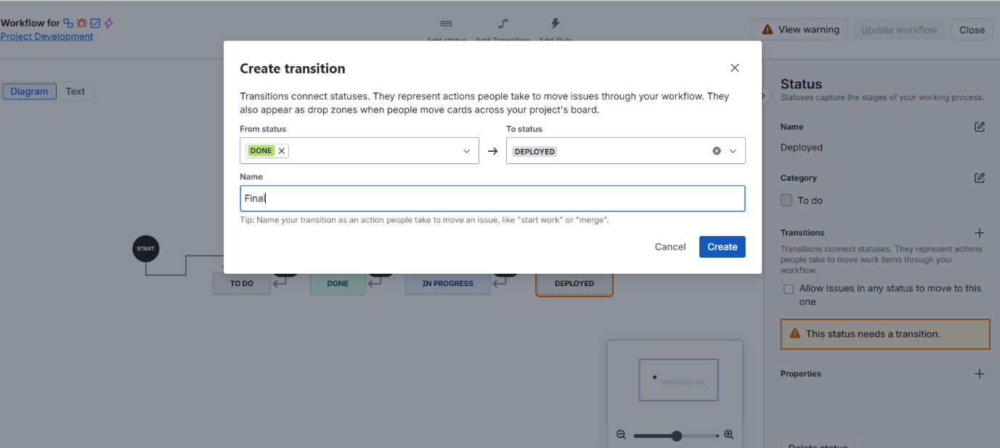 Workflow for
Project Development
Add status Add Transition Add Rule
View warning
Update workflow
Close
Diagram
Text
Create transition
Transitions connect statuses. They represent actions people take to move issues through your workflow. They
also appear as drop zones when people move cards across your project's board.
From status
To status
DONE
DEPLOYED
Name
Final
Tip: Name your transition as an action people take to move an issue, like "start work" or "merge".
Cancel
Create
START
TO DO
DONE
IN PROGRESS
DEPLOYED
Status
Statuses capture the stages of your working process.
Name
Deployed
Category
To do
Transitions
Transitions connect statuses. They represent actions
people take to move work items through your
workflow.
Allow issues in any status to move to this
one
This status needs a transition.
Properties
Delete status